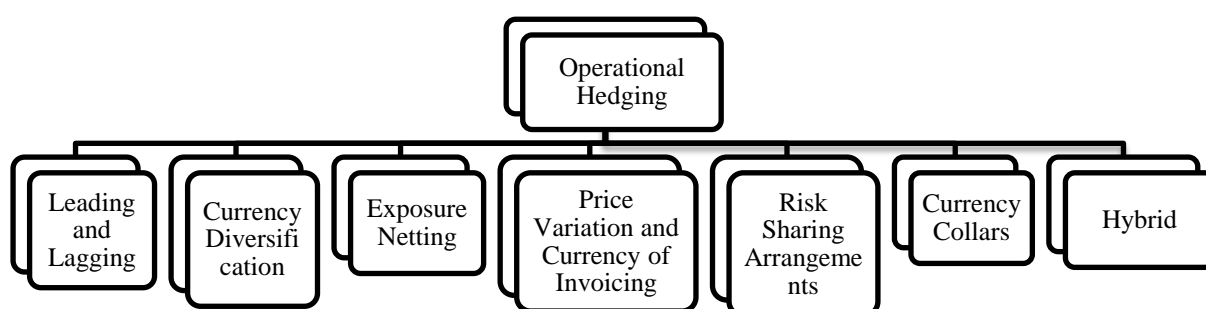 Operational
Hedging
Leading
and
Lagging
Currency
Diversifi
cation
Exposure
Netting
Price
Variation and
Currency of
Invoicing
Risk
Sharing
Arrangeme
nts
Currency
Collars
Hybrid